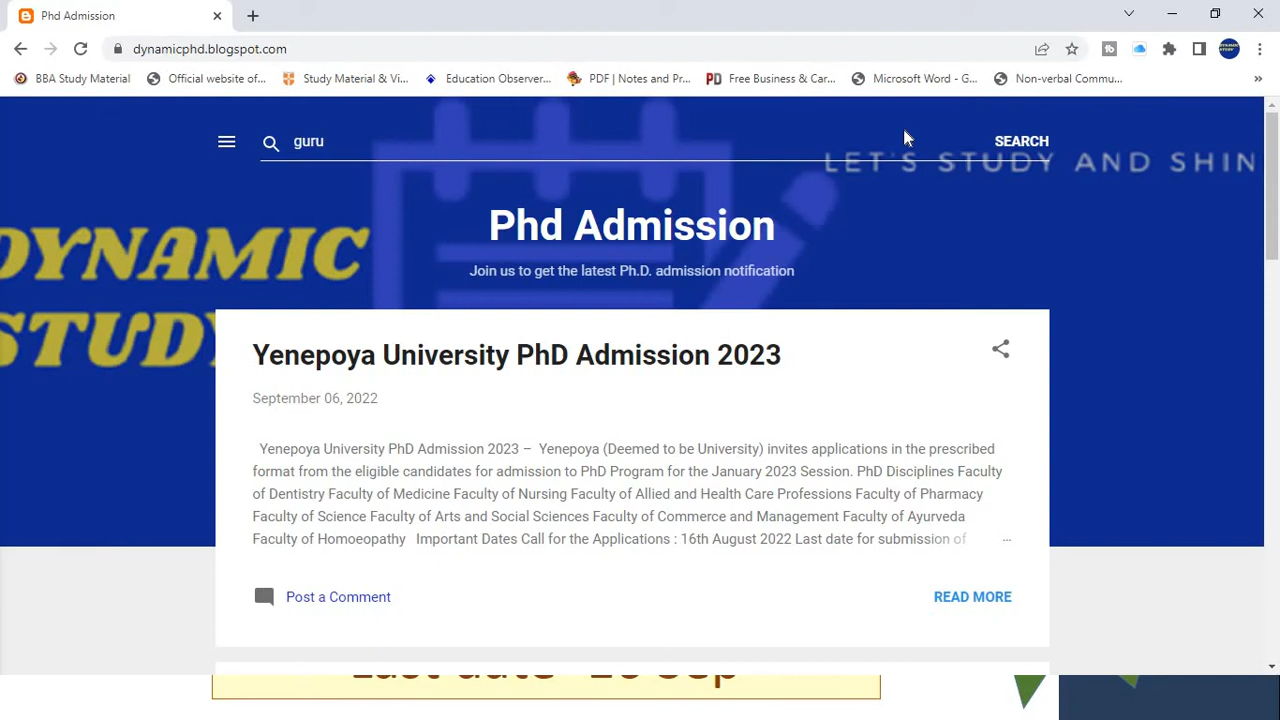 Phd Admission
dynamicphd.blogspot.com
BBA Study Material
Official website of...
Study Material & Vi...
Education Observer...
PDF | Notes and Pr...
PD Free Business & Car...
Microsoft Word - G...
Non-verbal Commu...
guru
SEARCH
LET'S STUDY AND SHIN
Phd Admission
Join us to get the latest Ph.D. admission notification
DYNAMIC
STUDY
Yenepoya University PhD Admission 2023
September 06, 2022
Yenepoya University PhD Admission 2023 – Yenepoya (Deemed to be University) invites applications in the prescribed
format from the eligible candidates for admission to PhD Program for the January 2023 Session. PhD Disciplines Faculty
of Dentistry Faculty of Medicine Faculty of Nursing Faculty of Allied and Health Care Professions Faculty of Pharmacy
Faculty of Science Faculty of Arts and Social Sciences Faculty of Commerce and Management Faculty of Ayurveda
Faculty of Homoeopathy Important Dates Call for the Applications : 16th August 2022 Last date for submission of ...
Post a Comment
READ MORE
Last date
Sep